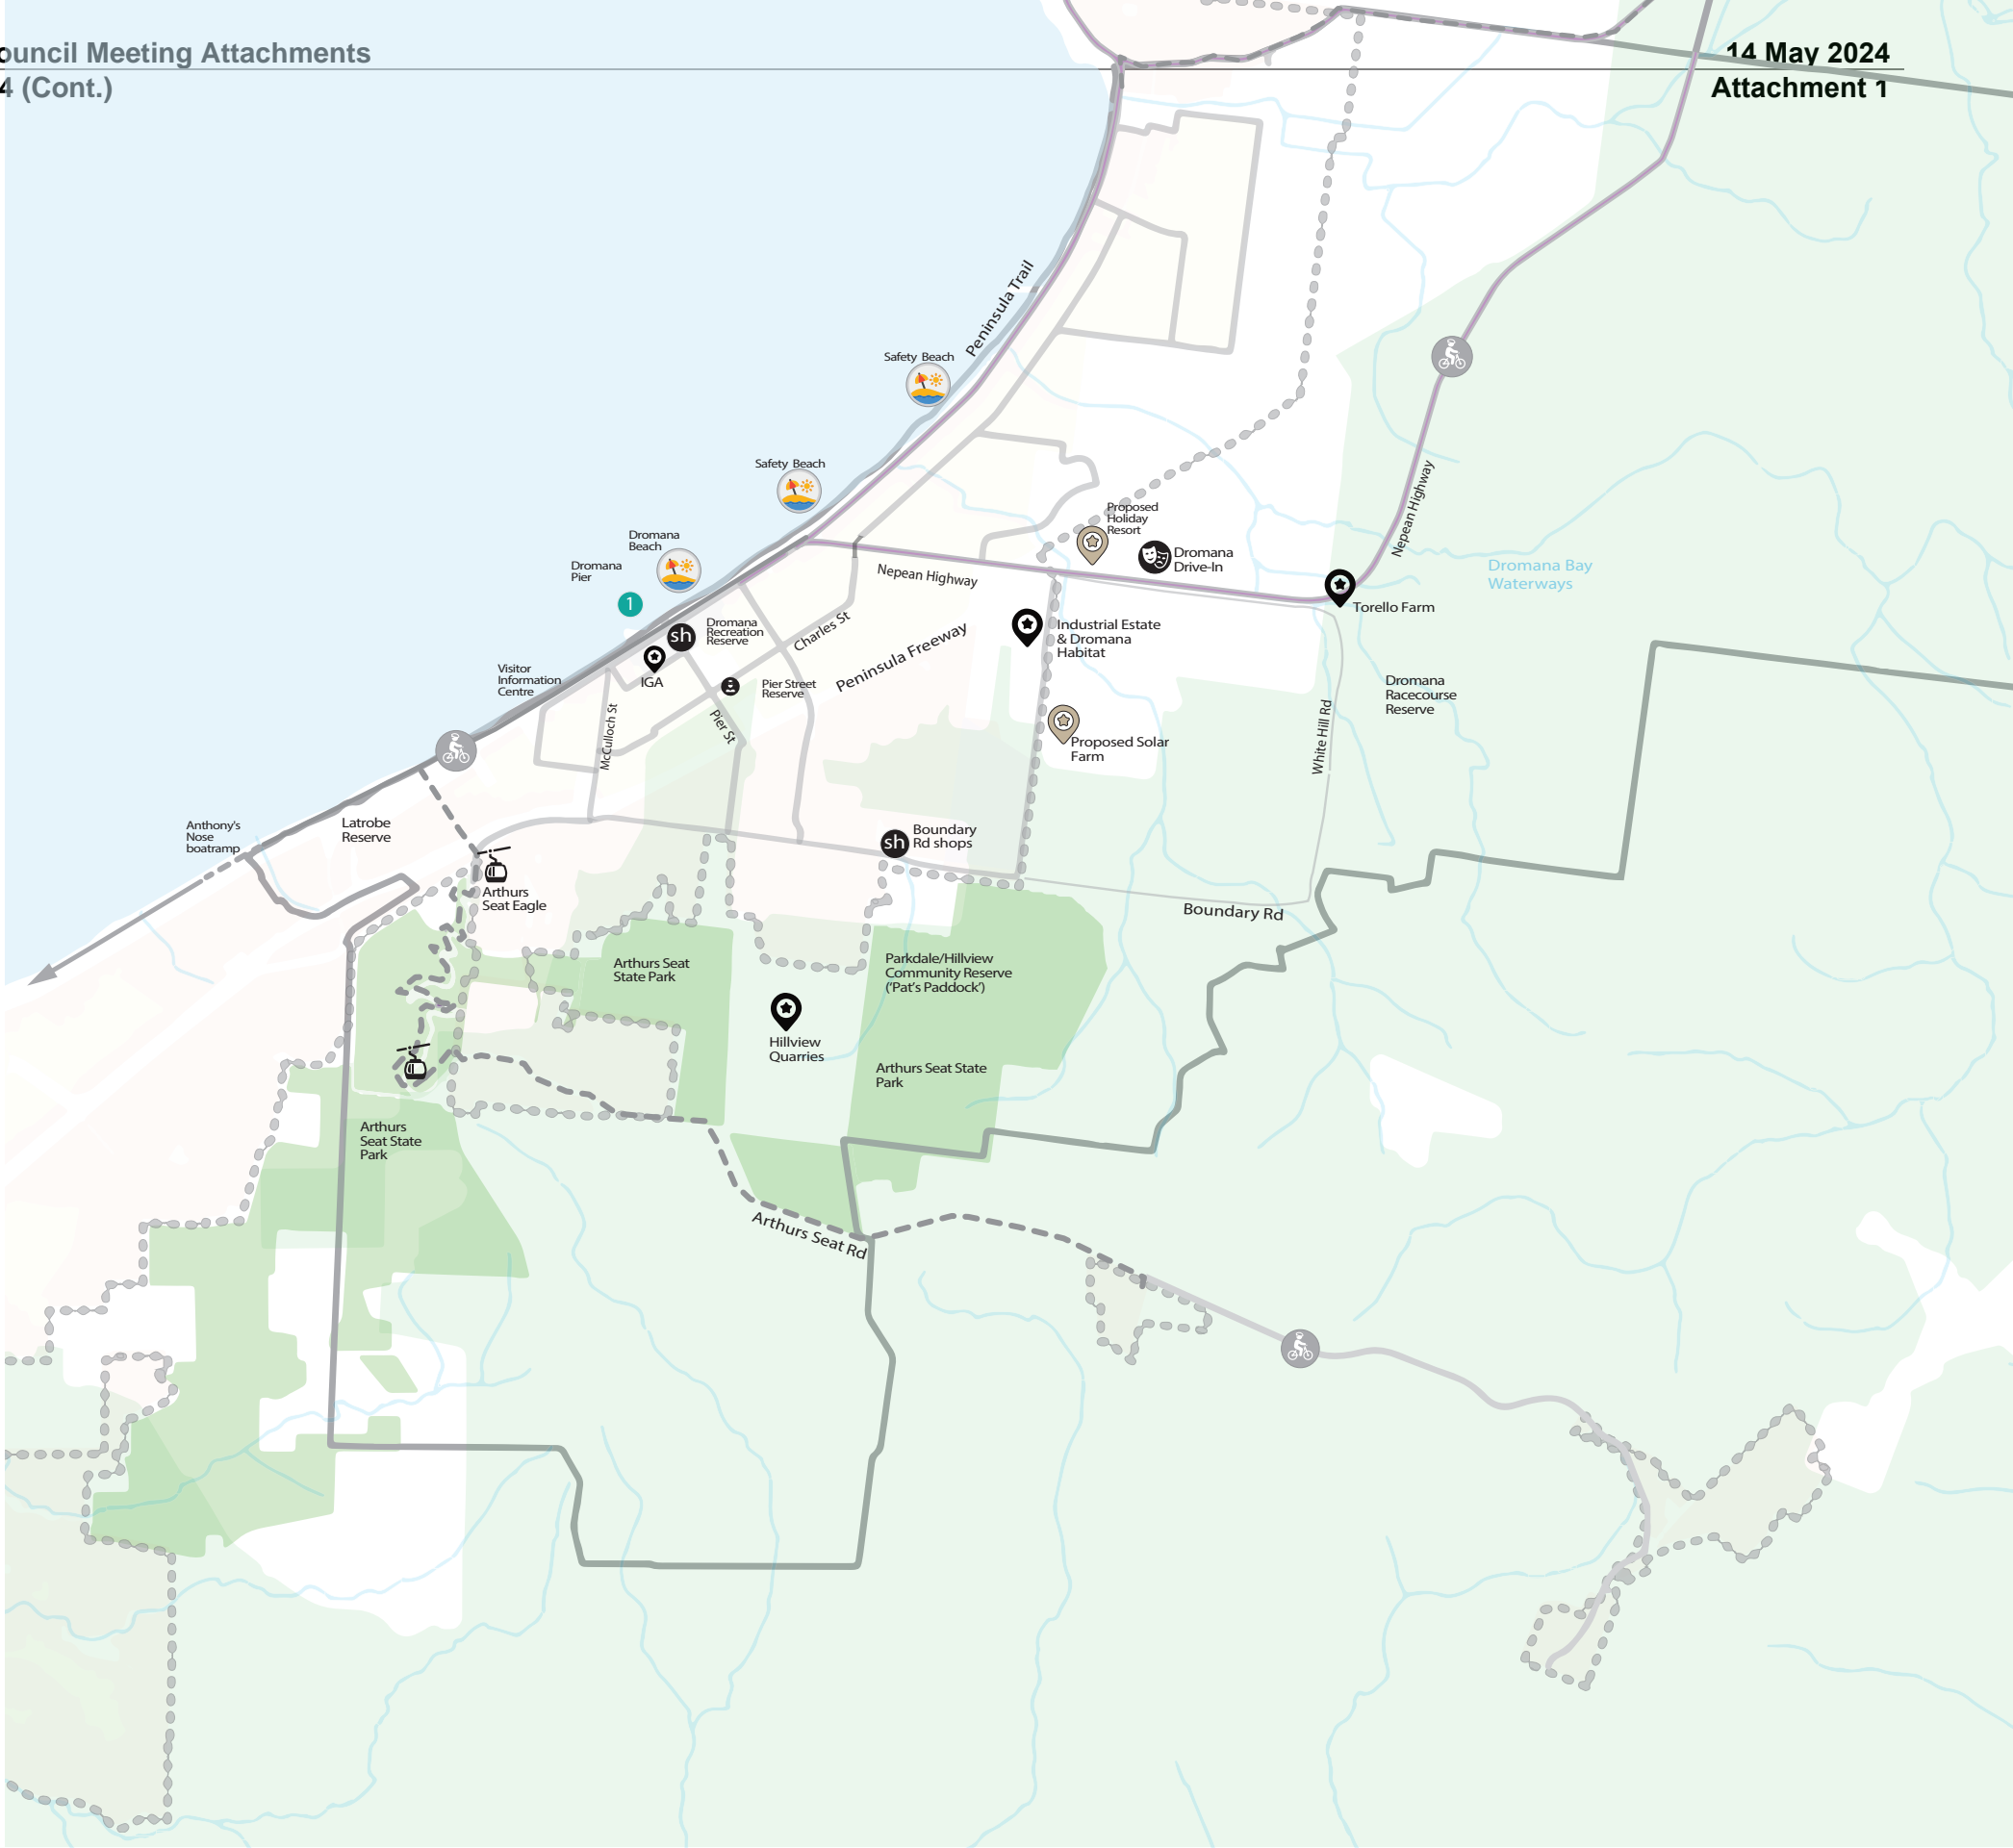 ouncil Meeting Attachments
14 May 2024
4 (Cont.)
Attachment 1
Peninsula Trail
Safety Beach
Safety Beach
Nepean Highway
Proposed
Holiday
Resort
Dromana
Beach
Dromana
Drive-In
Dromana
Pier
Nepean Highway
Dromana Bay
Waterways
1
Torello Farm
Dromana
Recreation
Reserve
sh
Charles St
Industrial Estate
& Dromana
Habitat
Peninsula Freeway
Visitor
Information
Centre
IGA
Pier Street
Reserve
Dromana
Racecourse
Reserve
McCulloch St
Pier St
White Hill Rd
Proposed Solar
Farm
Anthony's
Nose
boatramp
Latrobe
Reserve
sh
Boundary
Rd shops
Arthurs
Seat Eagle
Boundary Rd
Arthurs Seat
State Park
Parkdale/Hillview
Community Reserve
(‘Pat’s Paddock’)
Hillview
Quarries
Arthurs Seat State
Park
Arthurs
Seat State
Park
Arthurs Seat Rd